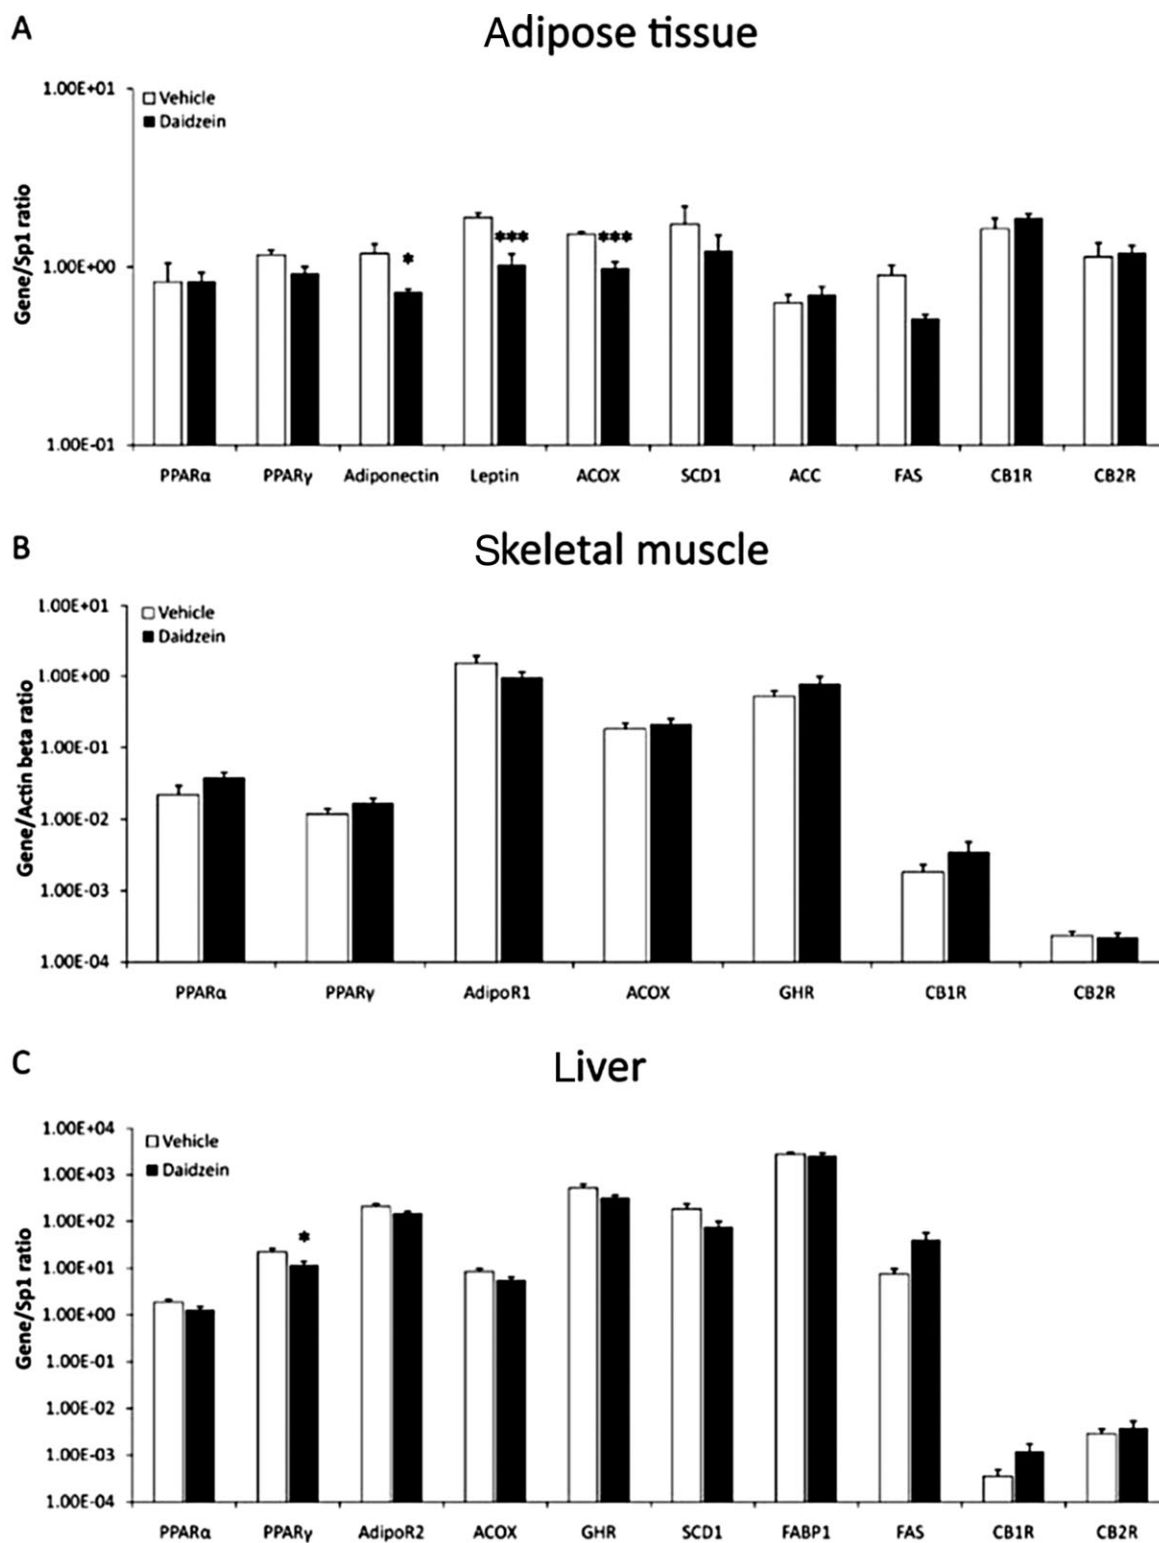 A
Adipose tissue
1.00E+01
Vehicle
Daidzein
Gene/Sp1 ratio
***
***
*
1.00E+00
1.00E-01
PPARα PPARγ Adiponectin Leptin ACOX SCD1 ACC FAS CB1R CB2R
B
Skeletal muscle
1.00E+01
Vehicle
Daidzein
Gene/Actin beta ratio
1.00E+00
1.00E-01
1.00E-02
1.00E-03
1.00E-04
PPARα PPARγ AdipoR1 ACOX GHR CB1R CB2R
C
Liver
1.00E+04
Vehicle
Daidzein
Gene/Sp1 ratio
1.00E+03
1.00E+02
*
1.00E+01
1.00E+00
1.00E-01
1.00E-02
1.00E-03
1.00E-04
PPARα PPARγ AdipoR2 ACOX GHR SCD1 FABP1 FAS CB1R CB2R